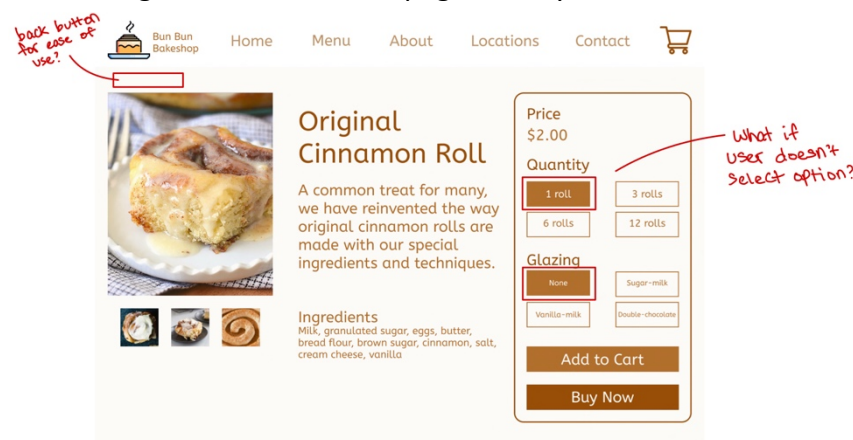 back button
for ease of
use?
Bun Bun
Bakeshop
Home
Menu
About
Locations
Contact
Original
Cinnamon Roll
A common treat for many,
we have reinvented the way
original cinnamon rolls are
made with our special
ingredients and techniques.
Ingredients
Milk, granulated sugar, eggs, butter,
bread flour, brown sugar, cinnamon, salt,
cream cheese, vanilla
Price
$2.00
Quantity
1 roll
3 rolls
6 rolls
12 rolls
Glazing
None
Sugar-milk
Vanilla-milk
Double-chocolate
Add to Cart
Buy Now
What if
user doesn't
select option?